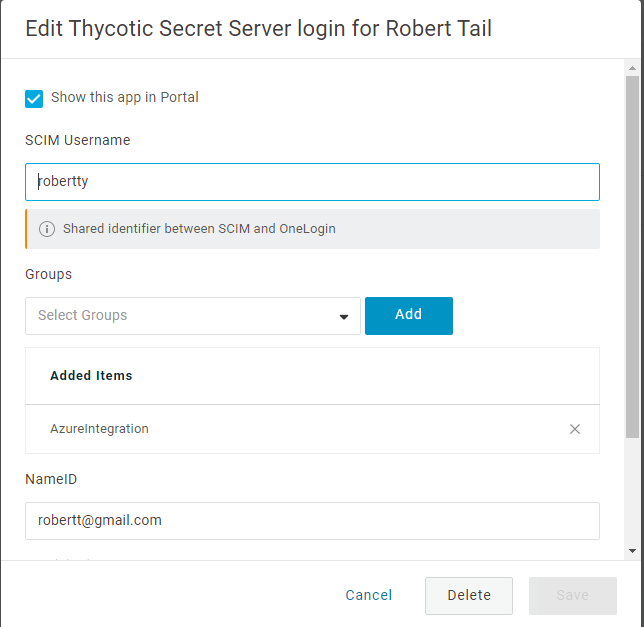 Edit Thycotic Secret Server login for Robert Tail
Show this app in Portal
SCIM Username
robertty
Shared identifier between SCIM and OneLogin
Groups
Select Groups
Add
Added Items
AzureIntegration
NameID
robertt@gmail.com
Cancel
Delete
Save